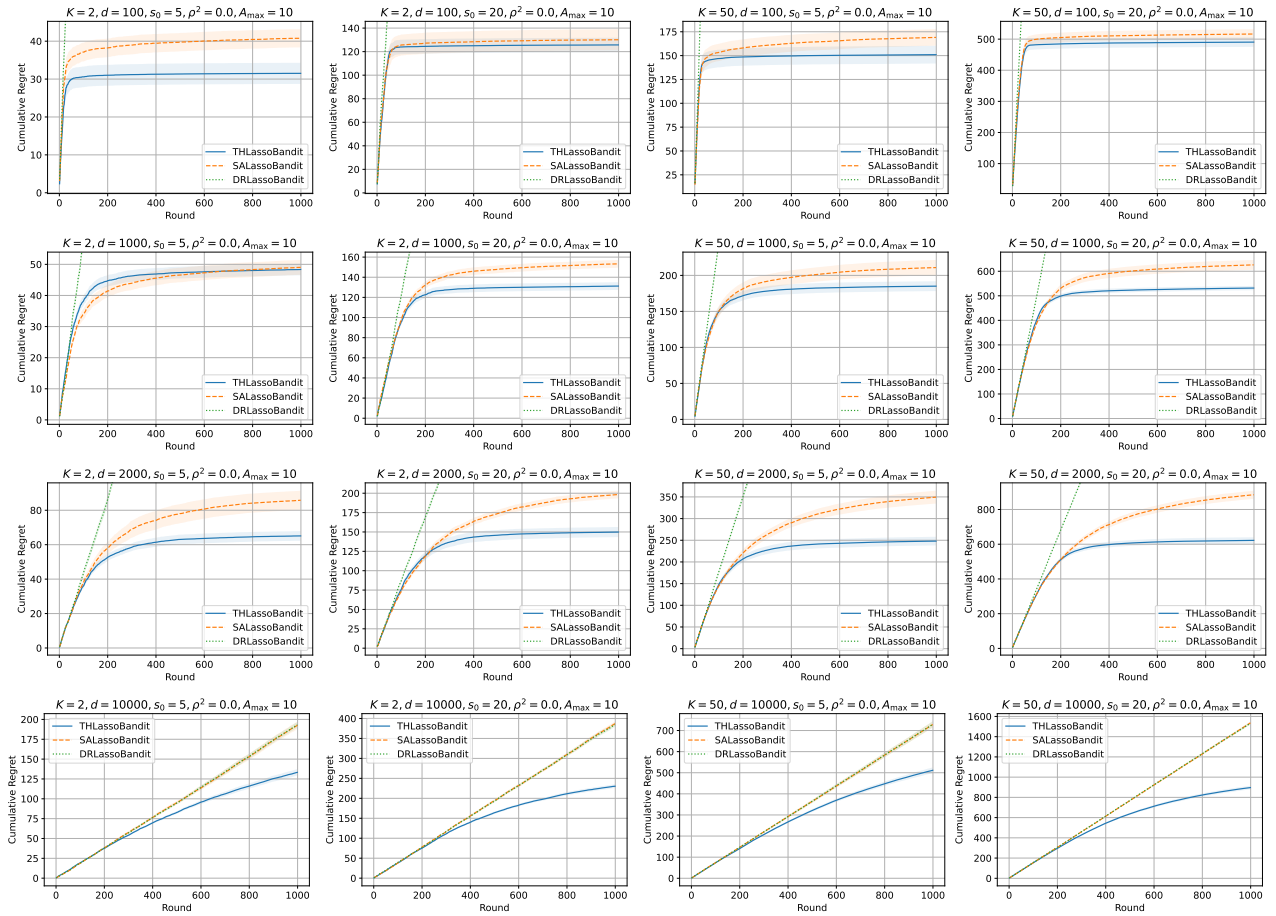 K = 2, d = 100, s₀ = 5, ρ² = 0.0, A_max = 10
Cumulative Regret
40
30
20
10
0
THLassoBandit
SALassoBandit
DRLassoBandit
0 200 400 600 800 1000
Round
K = 2, d = 100, s₀ = 20, ρ² = 0.0, A_max = 10
Cumulative Regret
140
120
100
80
60
40
20
0
THLassoBandit
SALassoBandit
DRLassoBandit
0 200 400 600 800 1000
Round
K = 50, d = 100, s₀ = 5, ρ² = 0.0, A_max = 10
Cumulative Regret
175
150
125
100
75
50
25
THLassoBandit
SALassoBandit
DRLassoBandit
0 200 400 600 800 1000
Round
K = 50, d = 100, s₀ = 20, ρ² = 0.0, A_max = 10
Cumulative Regret
500
400
300
200
100
THLassoBandit
SALassoBandit
DRLassoBandit
0 200 400 600 800 1000
Round
K = 2, d = 1000, s₀ = 5, ρ² = 0.0, A_max = 10
Cumulative Regret
50
40
30
20
10
0
THLassoBandit
SALassoBandit
DRLassoBandit
0 200 400 600 800 1000
Round
K = 2, d = 1000, s₀ = 20, ρ² = 0.0, A_max = 10
Cumulative Regret
160
140
120
100
80
60
40
20
0
THLassoBandit
SALassoBandit
DRLassoBandit
0 200 400 600 800 1000
Round
K = 50, d = 1000, s₀ = 5, ρ² = 0.0, A_max = 10
Cumulative Regret
200
150
100
50
0
THLassoBandit
SALassoBandit
DRLassoBandit
0 200 400 600 800 1000
Round
K = 50, d = 1000, s₀ = 20, ρ² = 0.0, A_max = 10
Cumulative Regret
600
500
400
300
200
100
0
THLassoBandit
SALassoBandit
DRLassoBandit
0 200 400 600 800 1000
Round
K = 2, d = 2000, s₀ = 5, ρ² = 0.0, A_max = 10
Cumulative Regret
80
60
40
20
0
THLassoBandit
SALassoBandit
DRLassoBandit
0 200 400 600 800 1000
Round
K = 2, d = 2000, s₀ = 20, ρ² = 0.0, A_max = 10
Cumulative Regret
200
175
150
125
100
75
50
25
0
THLassoBandit
SALassoBandit
DRLassoBandit
0 200 400 600 800 1000
Round
K = 50, d = 2000, s₀ = 5, ρ² = 0.0, A_max = 10
Cumulative Regret
350
300
250
200
150
100
50
0
THLassoBandit
SALassoBandit
DRLassoBandit
0 200 400 600 800 1000
Round
K = 50, d = 2000, s₀ = 20, ρ² = 0.0, A_max = 10
Cumulative Regret
800
600
400
200
0
THLassoBandit
SALassoBandit
DRLassoBandit
0 200 400 600 800 1000
Round
K = 2, d = 10000, s₀ = 5, ρ² = 0.0, A_max = 10
Cumulative Regret
200
175
150
125
100
75
50
25
0
THLassoBandit
SALassoBandit
DRLassoBandit
0 200 400 600 800 1000
Round
K = 2, d = 10000, s₀ = 20, ρ² = 0.0, A_max = 10
Cumulative Regret
400
350
300
250
200
150
100
50
0
THLassoBandit
SALassoBandit
DRLassoBandit
0 200 400 600 800 1000
Round
K = 50, d = 10000, s₀ = 5, ρ² = 0.0, A_max = 10
Cumulative Regret
700
600
500
400
300
200
100
0
THLassoBandit
SALassoBandit
DRLassoBandit
0 200 400 600 800 1000
Round
K = 50, d = 10000, s₀ = 20, ρ² = 0.0, A_max = 10
Cumulative Regret
1600
1400
1200
1000
800
600
400
200
0
THLassoBandit
SALassoBandit
DRLassoBandit
0 200 400 600 800 1000
Round